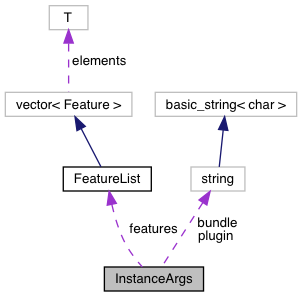 T
elements
vector< Feature >
basic_string< char >
FeatureList
string
features
bundle
plugin
InstanceArgs